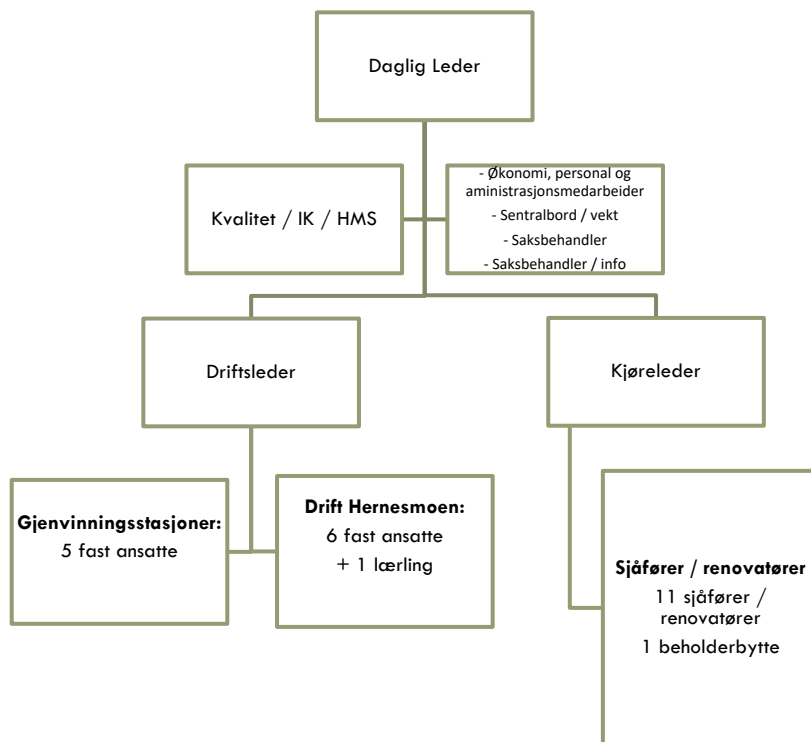 Daglig Leder
Kvalitet / IK / HMS
- Økonomi, personal og
aministrasjonsmedarbeider
- Sentralbord / vekt
- Saksbehandler
- Saksbehandler / info
Driftsleder
Kjøreleder
Gjenvinningsstasjoner:
5 fast ansatte
Drift Hernesmoen:
6 fast ansatte
+ 1 lærling
Sjåfører / renovatører
11 sjåfører /
renovatører
1 beholderbytte